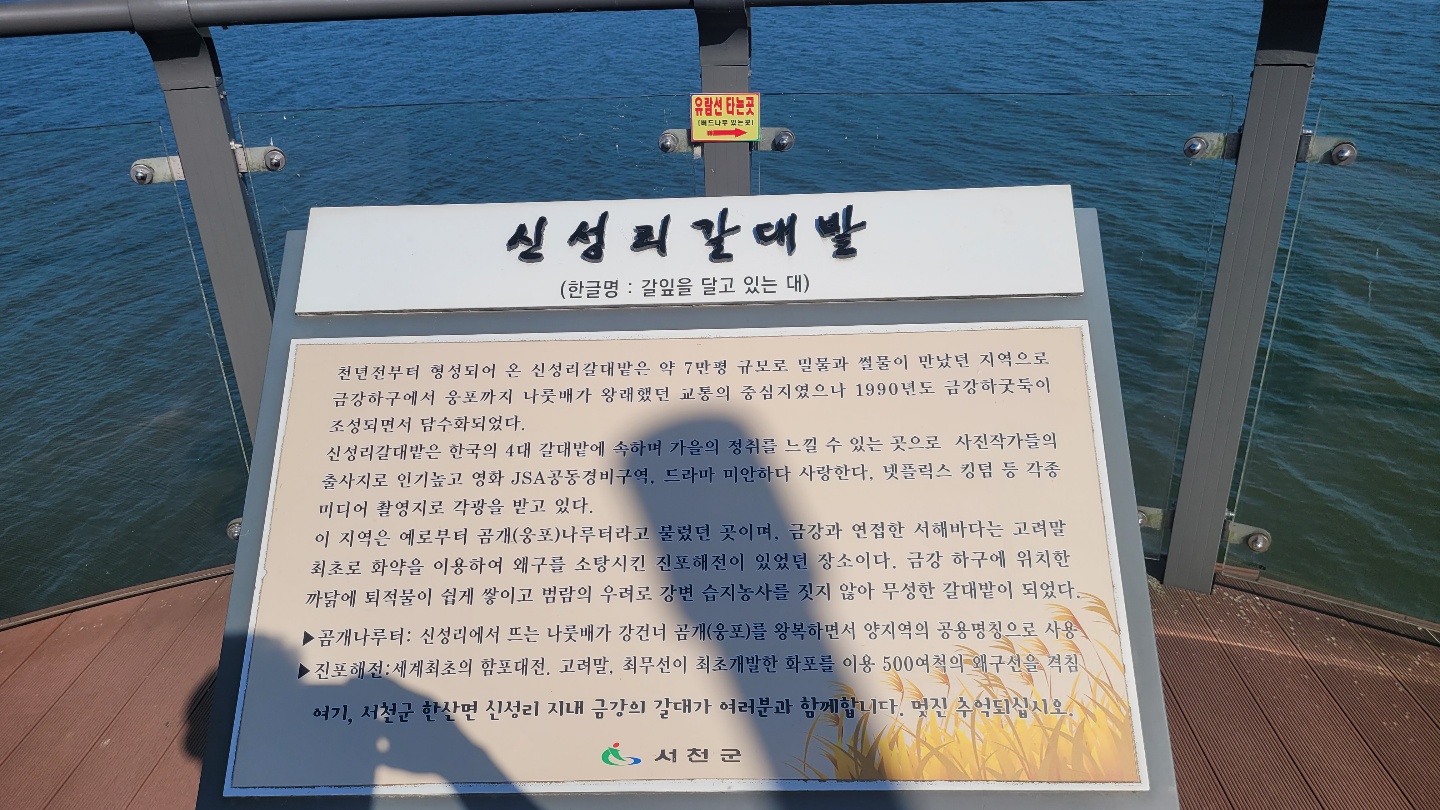 유람선 타는곳
(버드나무 있는곳)
신성리갈대밭
(한글명 : 갈잎을 달고 있는 대)
천년전부터 형성되어 온 신성리갈대밭은 약 7만평 규모로 밀물과 썰물이 만났던 지역으로
금강하구에서 웅포까지 나룻배가 왕래했던 교통의 중심지였으나 1990년도 금강하굿둑이
조성되면서 담수화되었다.
신성리갈대밭은 한국의 4대 갈대밭에 속하며 가을의 정취를 느낄 수 있는 곳으로 사진작가들의
출사지로 인기높고 영화 JSA공동경비구역, 드라마 미안하다 사랑한다, 넷플릭스 킹덤 등 각종
미디어 촬영지로 각광을 받고 있다.
이 지역은 예로부터 곰개(웅포)나루터라고 불렸던 곳이며, 금강과 연접한 서해바다는 고려말
최초로 화약을 이용하여 왜구를 소탕시킨 진포해전이 있었던 장소이다. 금강 하구에 위치한
까닭에 퇴적물이 쉽게 쌓이고 범람의 우려로 강변 습지농사를 짓지 않아 무성한 갈대밭이 되었다.
▶곰개나루터: 신성리에서 뜨는 나룻배가 강건너 곰개(웅포)를 왕복하면서 양지역의 공용명칭으로 사용
▶진포해전:세계최초의 함포대전. 고려말, 최무선이 최초개발한 화포를 이용 500여척의 왜구선을 격침
여기, 서천군 한산면 신성리 지내 금강의 갈대가 여러분과 함께합니다. 멋진 추억되십시오.
서천군